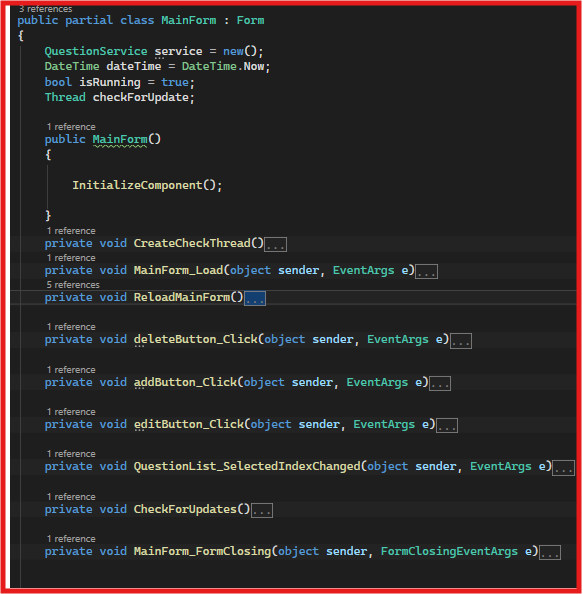 3 references
public partial class MainForm : Form
{
QuestionService service = new();
DateTime dateTime = DateTime.Now;
bool isRunning = true;
Thread checkForUpdate;
1 reference
public MainForm()
{
InitializeComponent();
}
1 reference
private void CreateCheckThread()...
1 reference
private void MainForm_Load(object sender, EventArgs e)...
5 references
private void ReloadMainForm()...
1 reference
private void deleteButton_Click(object sender, EventArgs e)...
1 reference
private void addButton_Click(object sender, EventArgs e)...
1 reference
private void editButton_Click(object sender, EventArgs e)...
1 reference
private void QuestionList_SelectedIndexChanged(object sender, EventArgs e)...
1 reference
private void CheckForUpdates()...
1 reference
private void MainForm_FormClosing(object sender, FormClosingEventArgs e)...